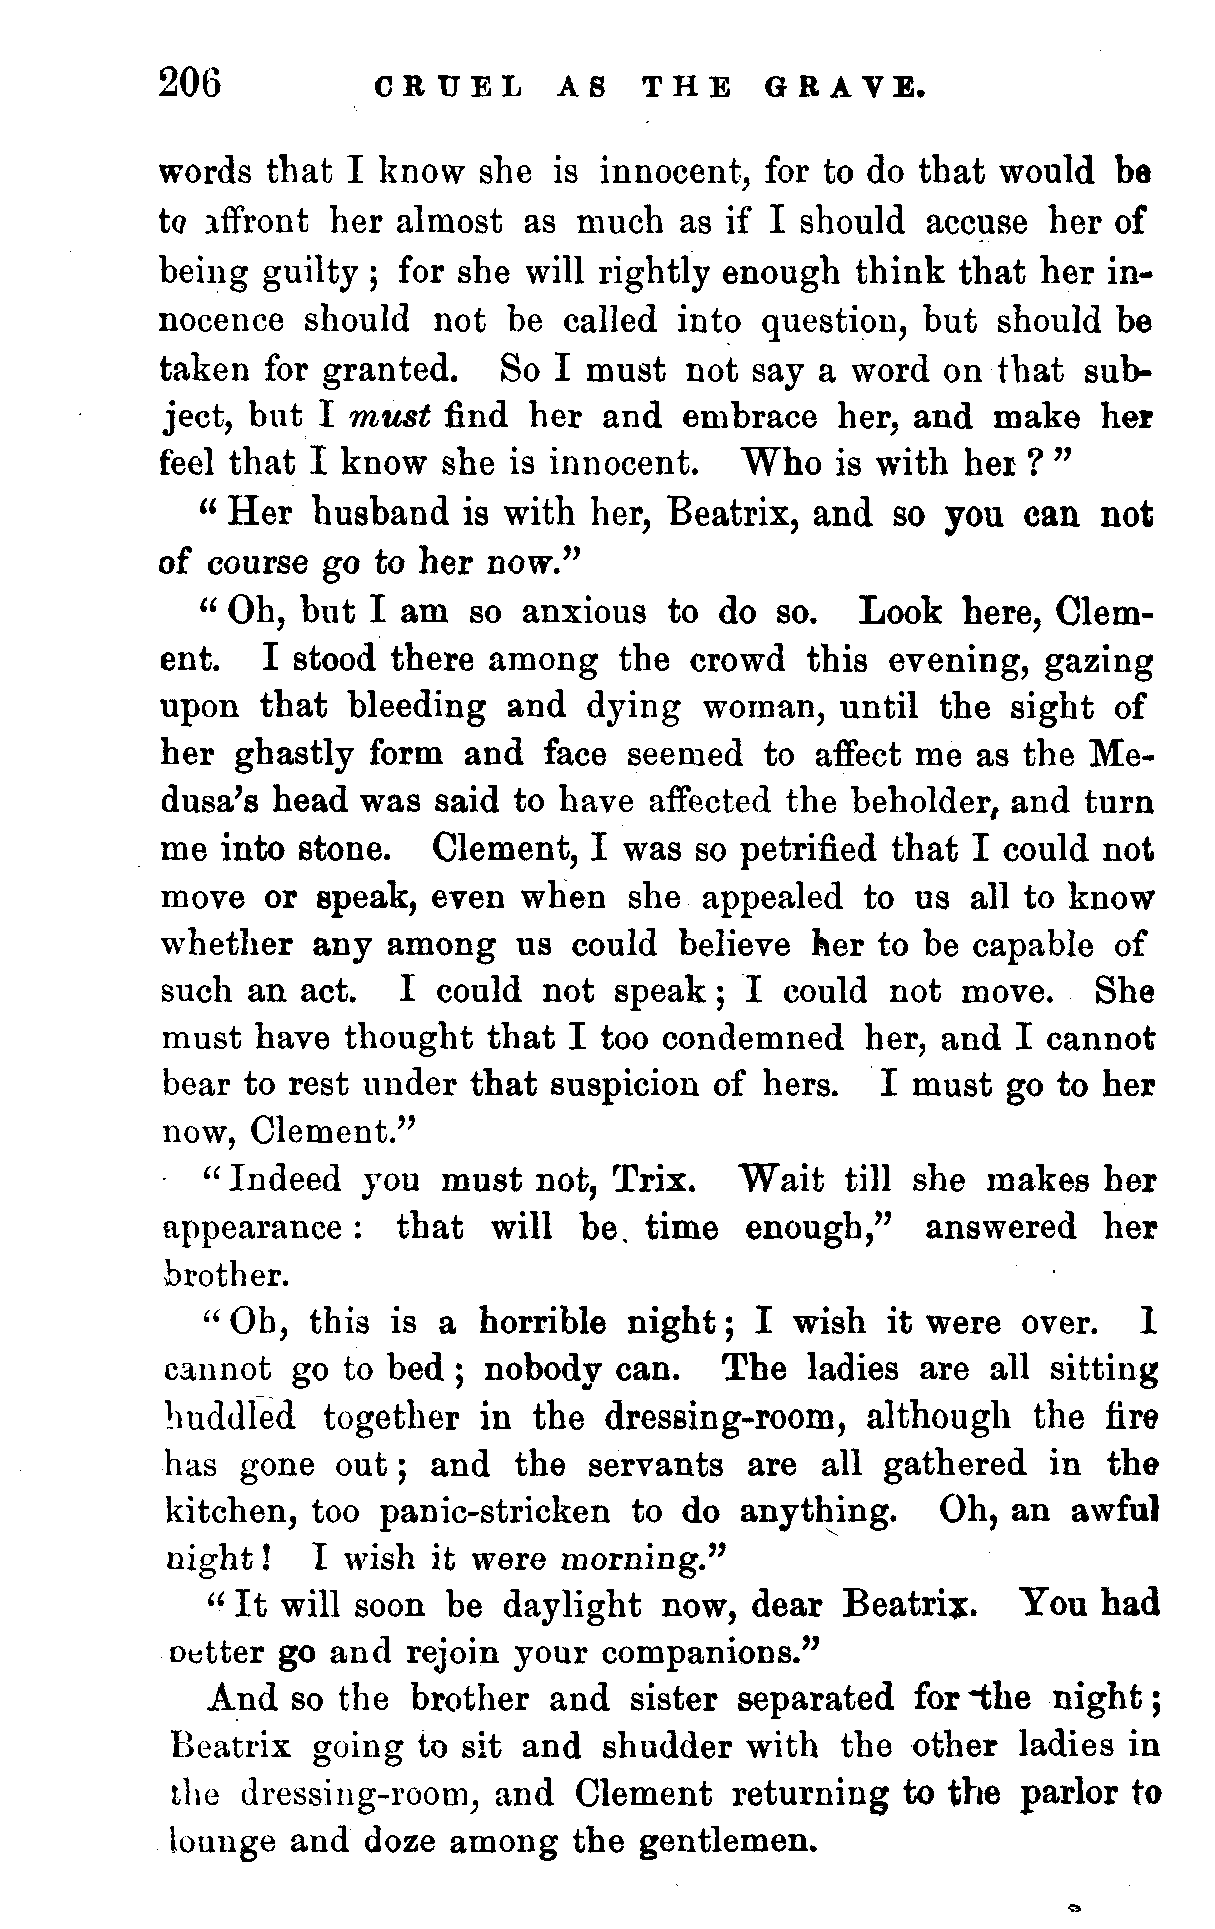 206 CRUEL AS THE GRAVE.
words that I know she is innocent, for to do that would be
to affront her almost as much as if I should accuse her of
being guilty ; for she will rightly enough think that her in-
nocence should not be called into question, but should be
taken for granted. So I must not say a word on that sub-
ject, but I must find her and embrace her, and make her
feel that I know she is innocent. Who is with her ? ”
“ Her husband is with her, Beatrix, and so you can not
of course go to her now.”
“ Oh, but I am so anxious to do so. Look here, Clem-
ent. I stood there among the crowd this evening, gazing
upon that bleeding and dying woman, until the sight of
her ghastly form and face seemed to affect me as the Me-
dusa’s head was said to have affected the beholder, and turn
me into stone. Clement, I was so petrified that I could not
move or speak, even when she appealed to us all to know
whether any among us could believe her to be capable of
such an act. I could not speak ; I could not move. She
must have thought that I too condemned her, and I cannot
bear to rest under that suspicion of hers. I must go to her
now, Clement.”
“ Indeed you must not, Trix. Wait till she makes her
appearance : that will be. time enough,” answered her
brother.
“ Oh, this is a horrible night ; I wish it were over. I
cannot go to bed ; nobody can. The ladies are all sitting
huddled together in the dressing-room, although the fire
has gone out ; and the servants are all gathered in the
kitchen, too panic-stricken to do anything. Oh, an awful
night ! I wish it were morning.”
“ It will soon be daylight now, dear Beatrix. You had
better go and rejoin your companions.”
And so the brother and sister separated for the night ;
Beatrix going to sit and shudder with the other ladies in
the dressing-room, and Clement returning to the parlor to
lounge and doze among the gentlemen.